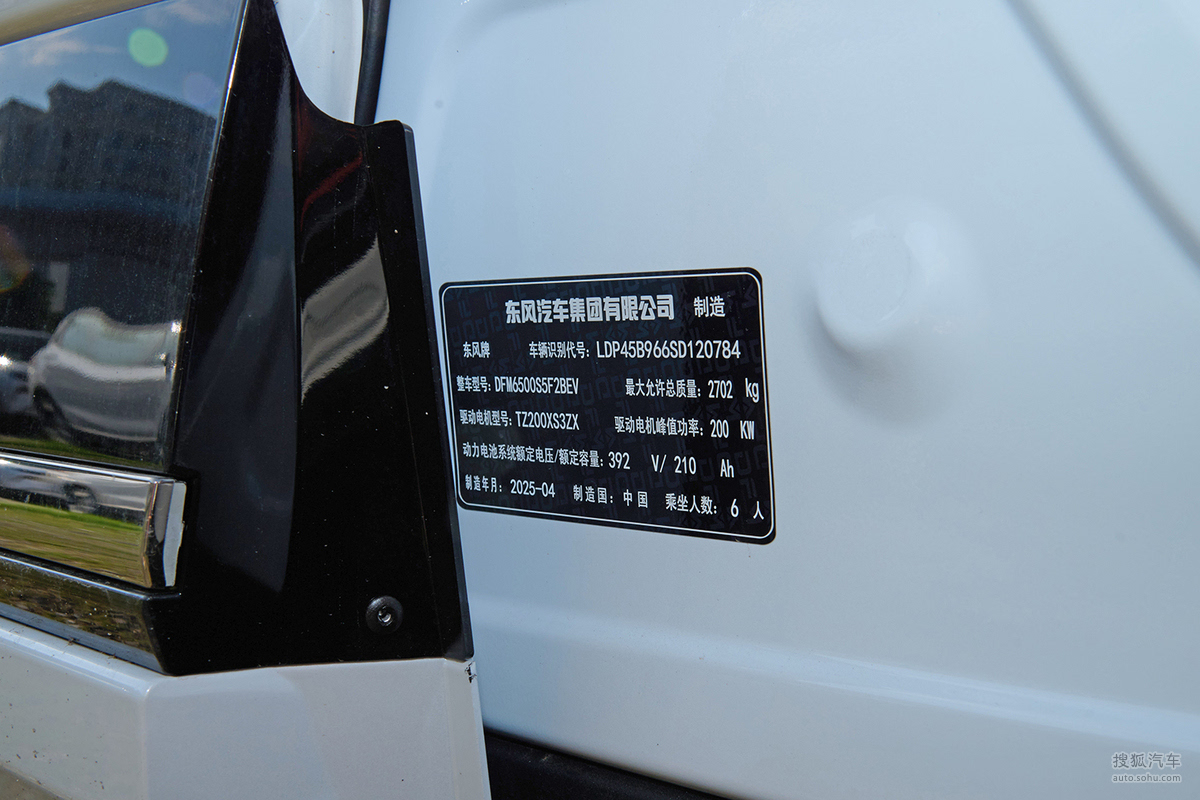 东风汽车集团有限公司 制造
东风牌 车辆识别代号: LDP45B966SD120784
整车型号: DFM6500S5F2BEV 最大允许总质量: 2702 kg
驱动电机型号: TZ200XS3ZX 驱动电机峰值功率: 200 KW
动力电池系统额定电压/额定容量: 392 V/ 210 Ah
制造年月: 2025-04 制造国: 中国 乘坐人数: 6 人
搜狐汽车
auto.sohu.com